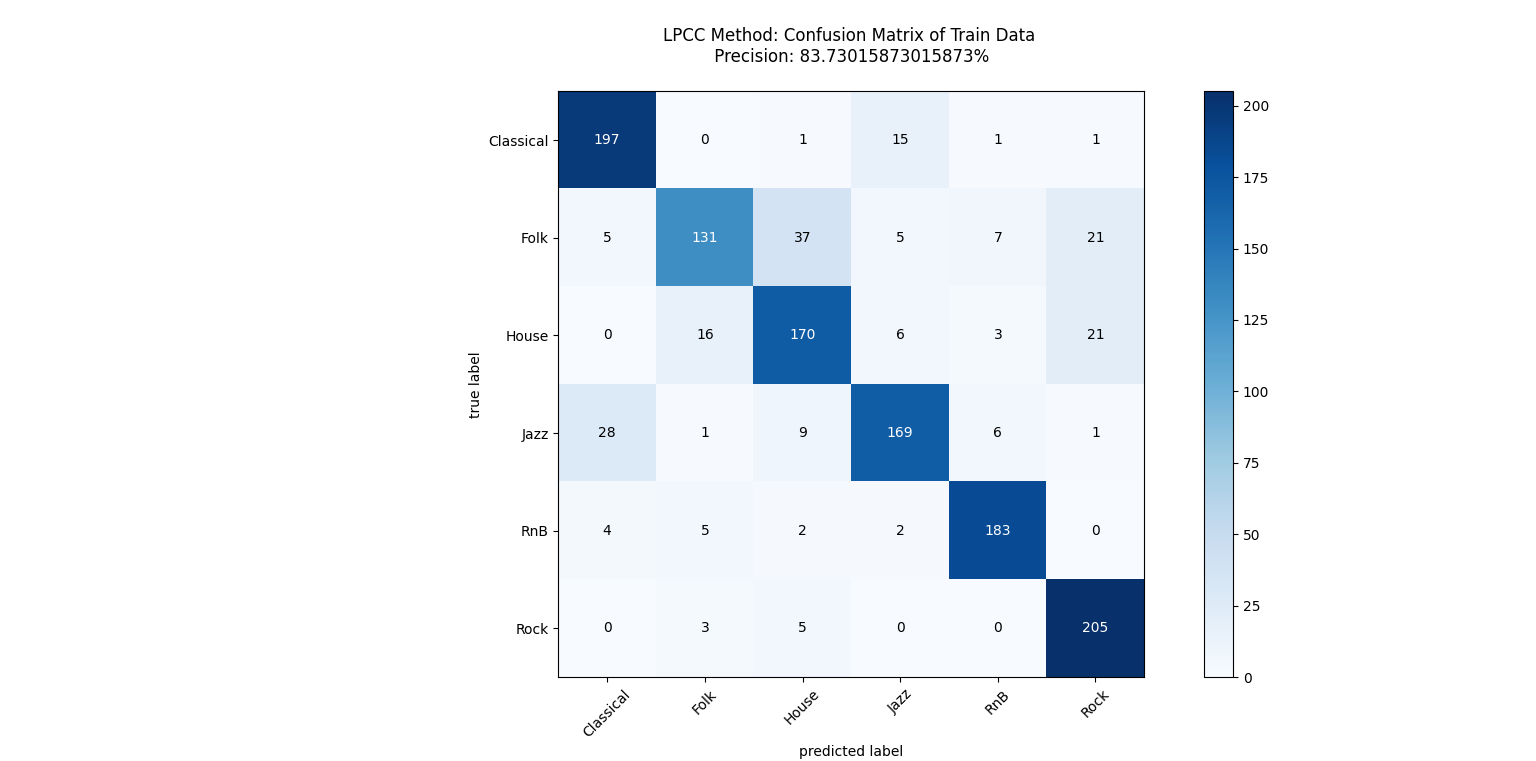 LPCC Method: Confusion Matrix of Train Data
Precision: 83.73015873015873%
Classical 197 0 1 15 1 1
Folk 5 131 37 5 7 21
House 0 16 170 6 3 21
Jazz 28 1 9 169 6 1
RnB 4 5 2 2 183 0
Rock 0 3 5 0 0 205
true label
Classical Folk House Jazz RnB Rock
predicted label
200
175
150
125
100
75
50
25
0